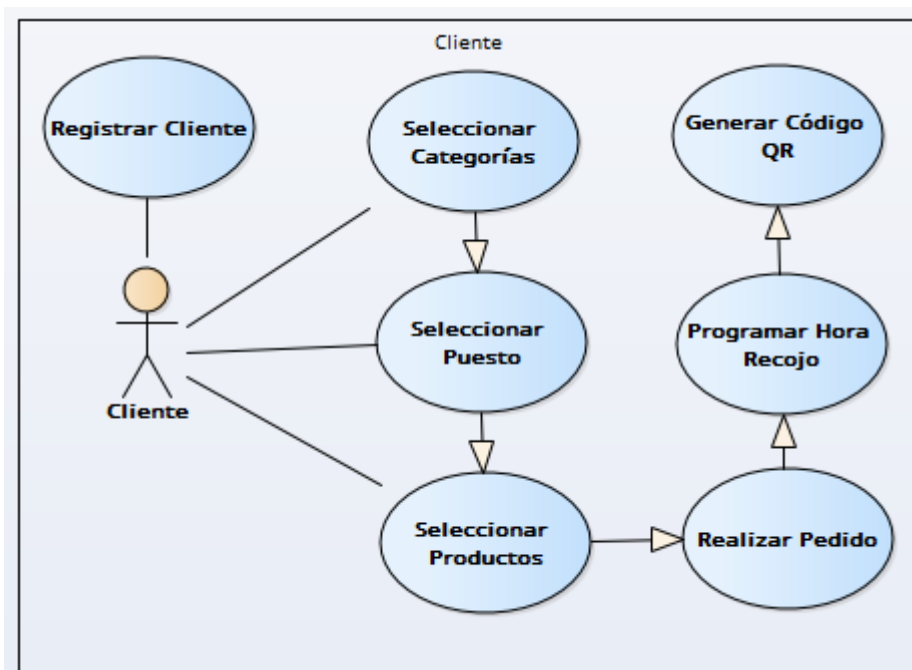 Cliente
Registrar Cliente
Seleccionar
Categorías
Generar Código
QR
Seleccionar
Puesto
Programar Hora
Recojo
Cliente
Seleccionar
Productos
Realizar Pedido